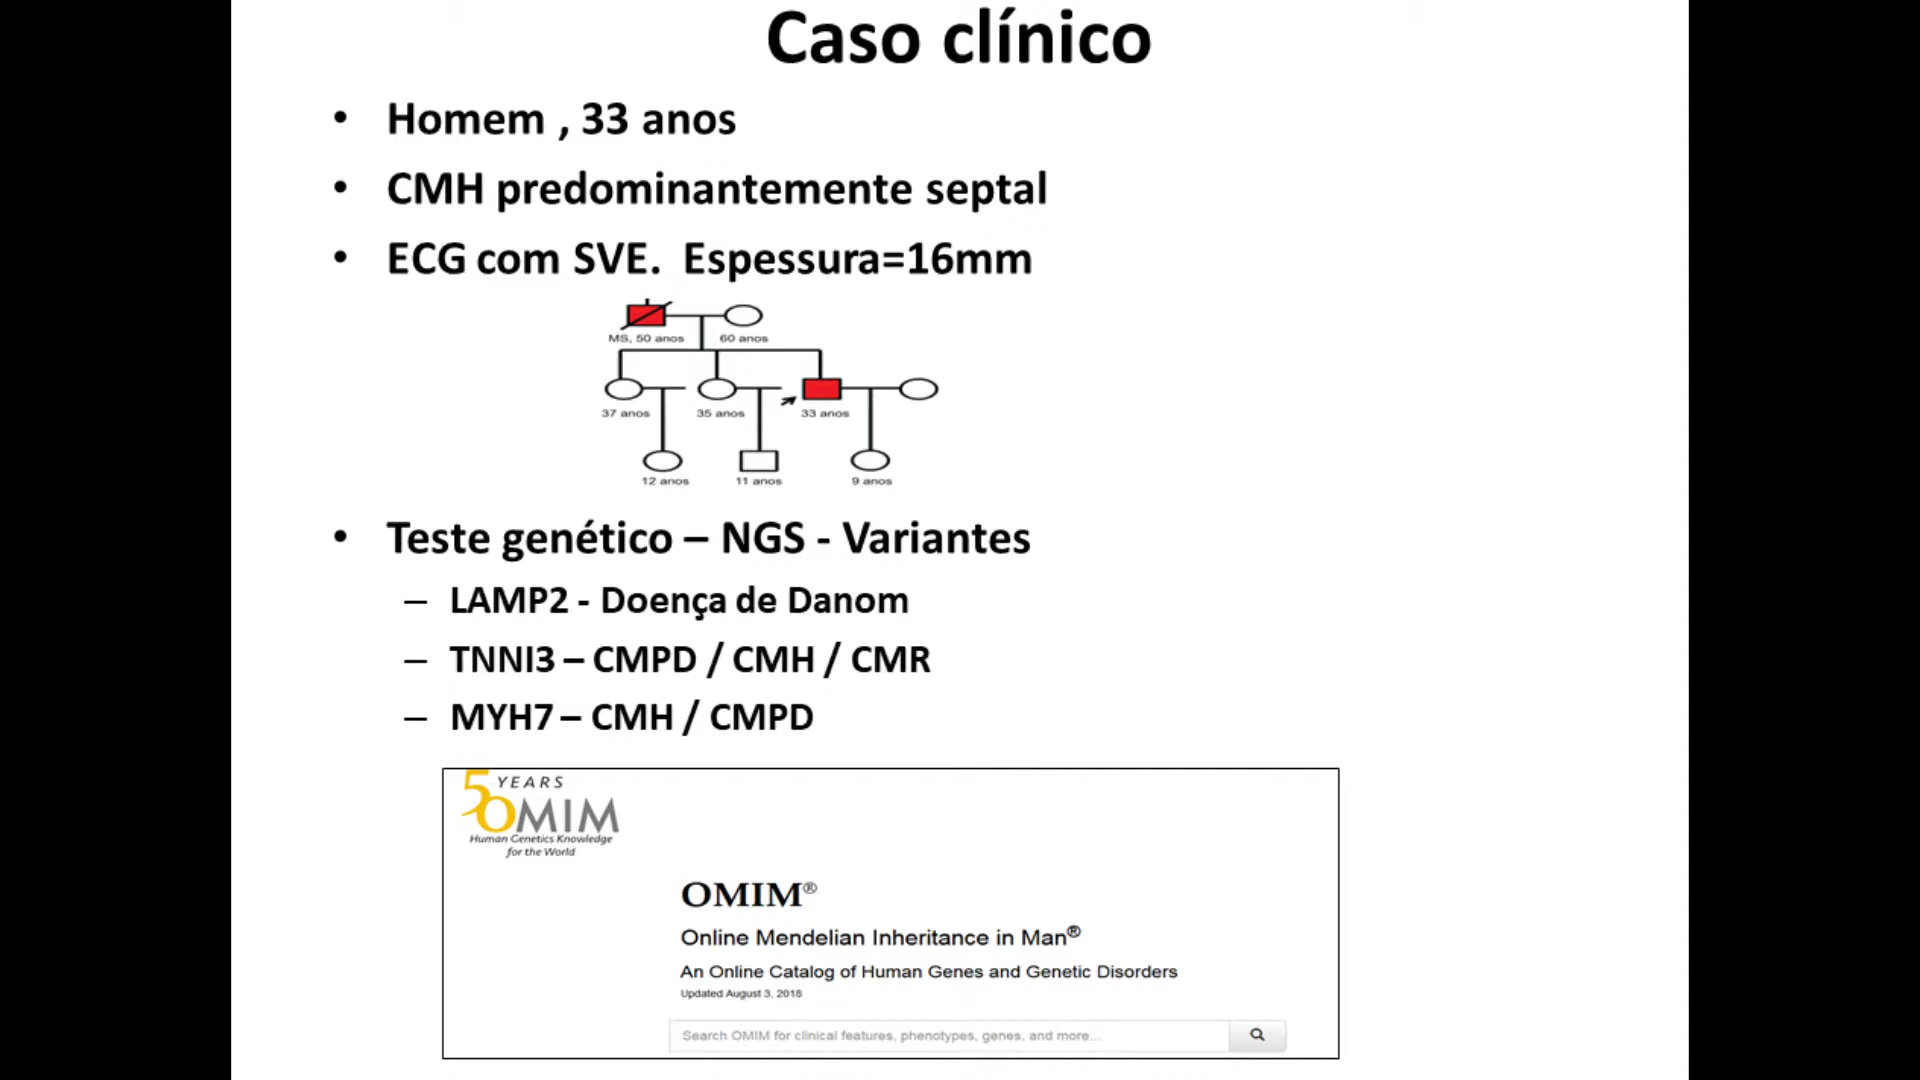 Caso clínico
• Homem , 33 anos
• CMH predominantemente septal
• ECG com SVE. Espessura=16mm
MS, 50 anos 60 anos
37 anos 35 anos 33 anos
12 anos 11 anos 9 anos
• Teste genético – NGS - Variantes
– LAMP2 - Doença de Danom
– TNNI3 – CMPD / CMH / CMR
– MYH7 – CMH / CMPD
50 YEARS
OMIM
Human Genetics Knowledge
for the World
OMIM®
Online Mendelian Inheritance in Man®
An Online Catalog of Human Genes and Genetic Disorders
Updated August 3, 2018
Search OMIM for clinical features, phenotypes, genes, and more...